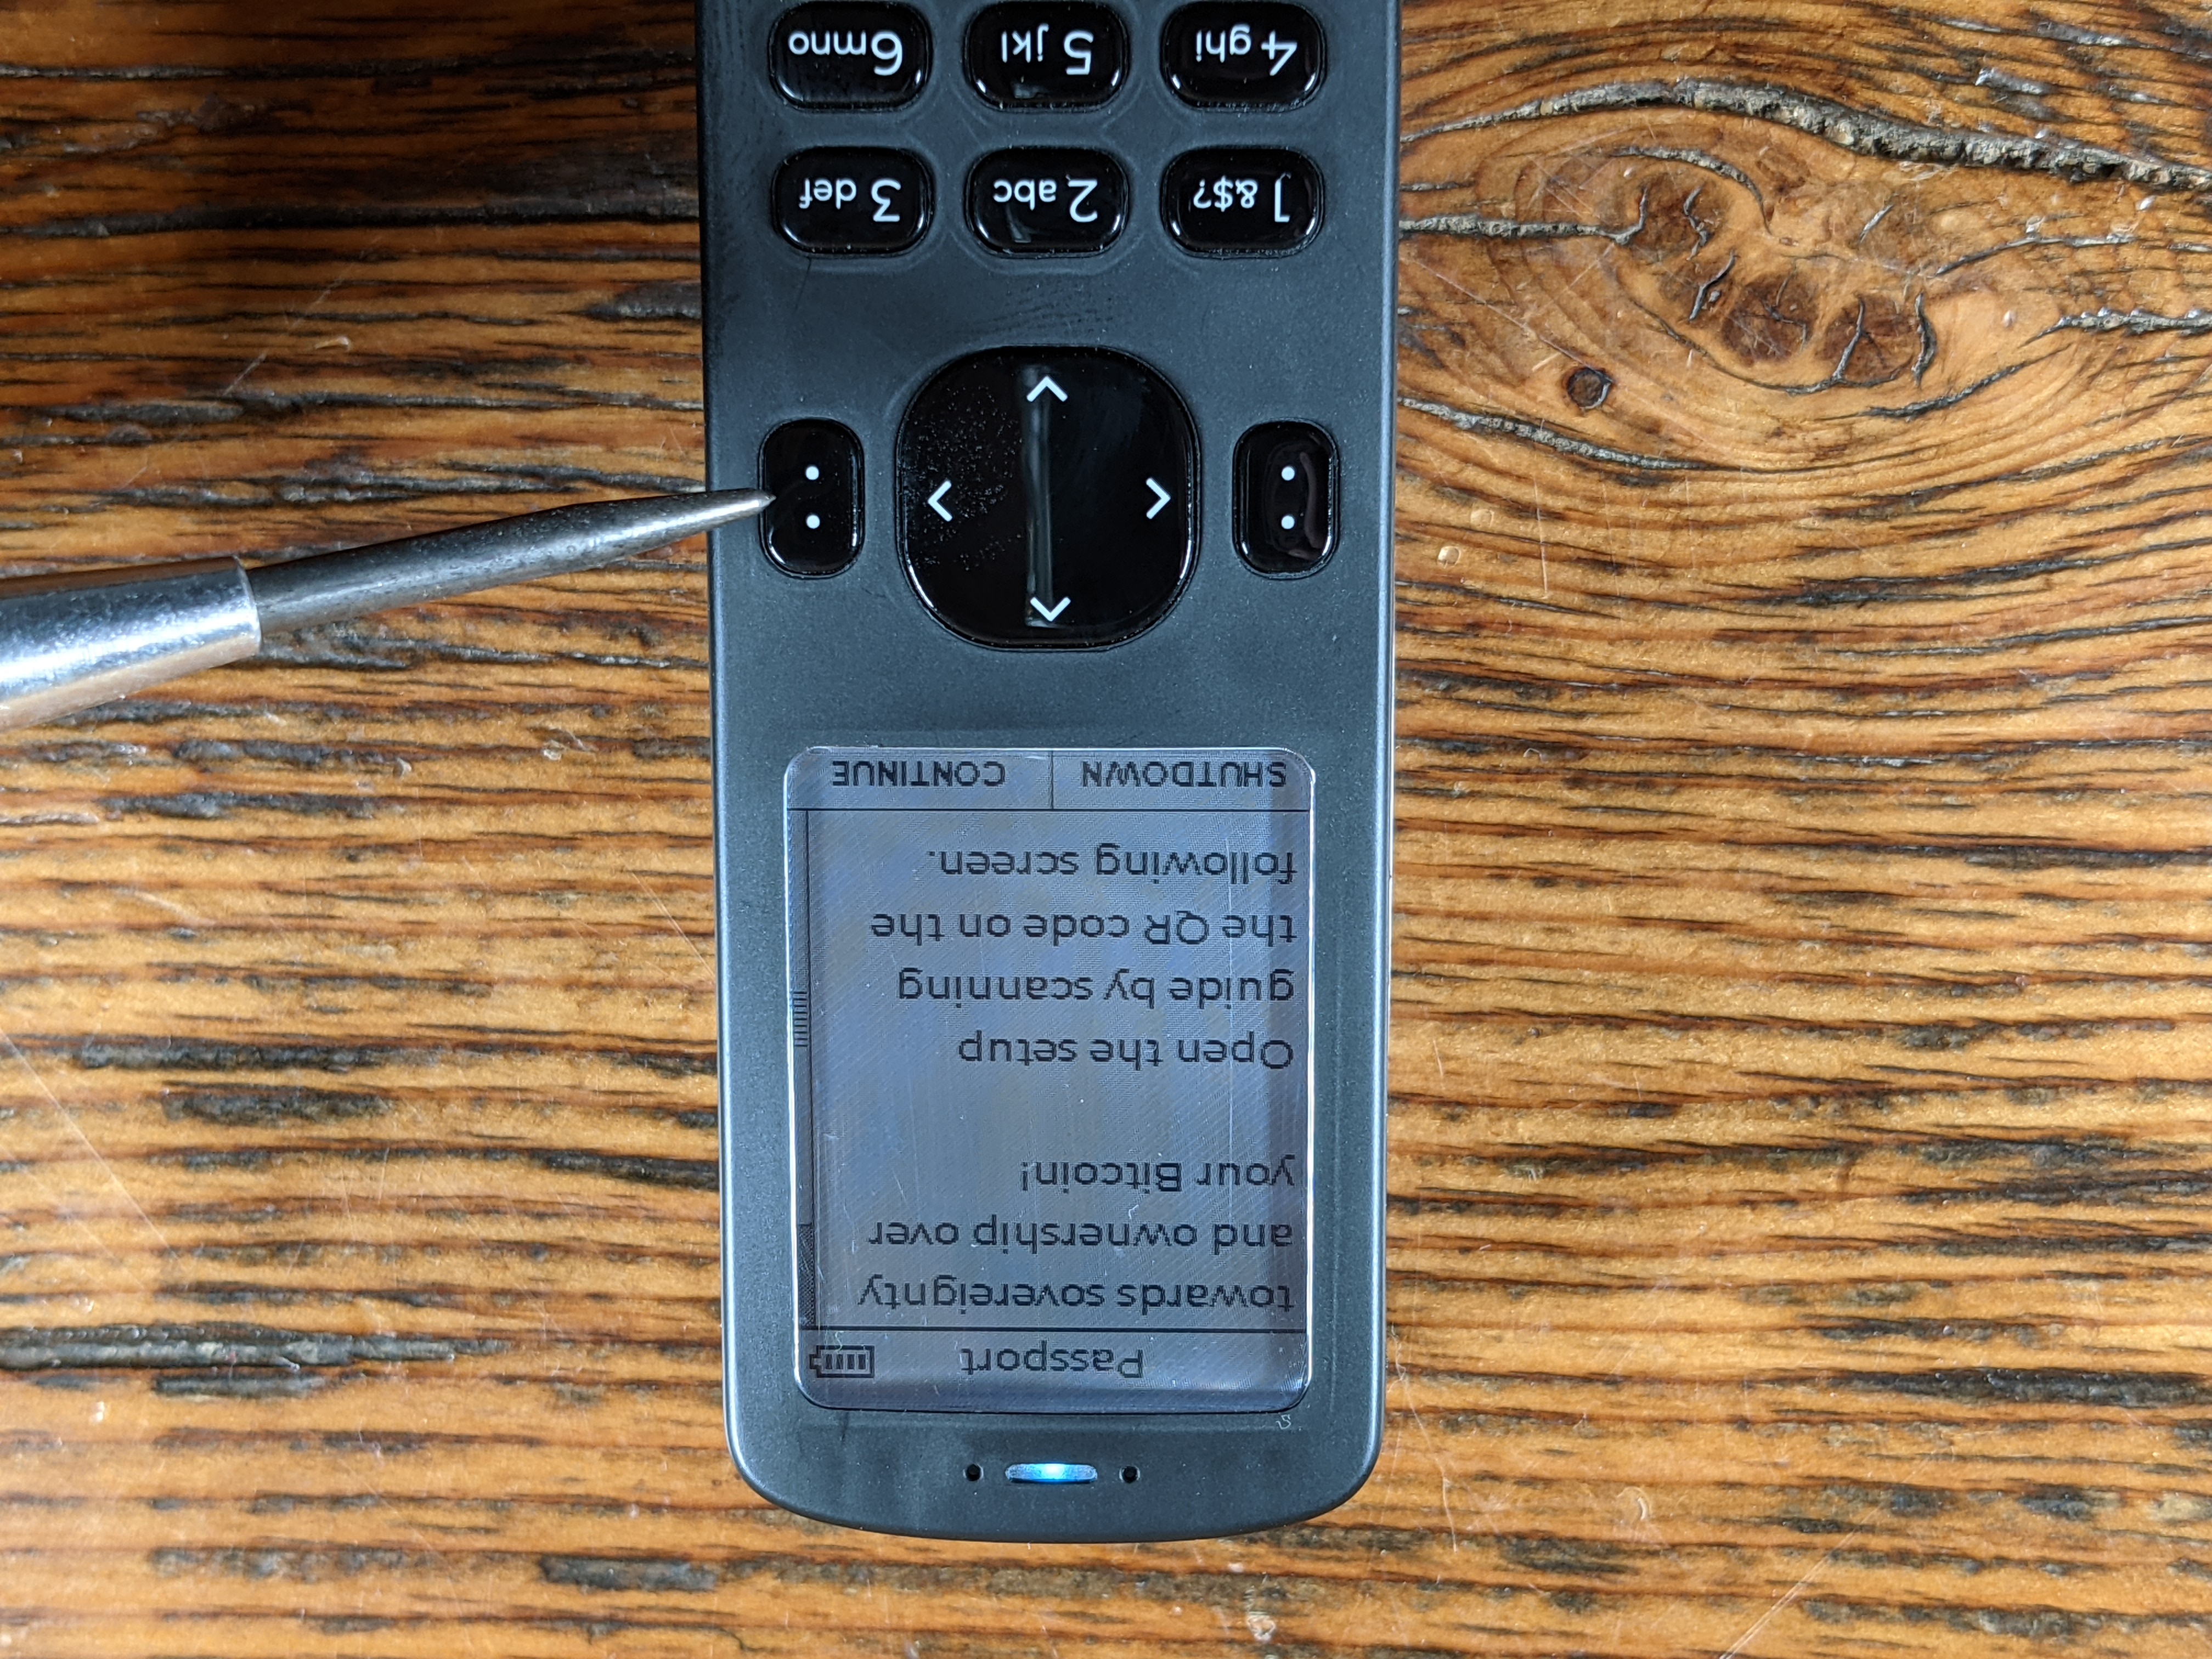 Passport
towards sovereignty
and ownership over
your Bitcoin!
Open the setup
guide by scanning
the QR code on the
following screen.
SHUTDOWN CONTINUE
1 &$? 2 abc 3 def
4 ghi 5 jkl 6 mno